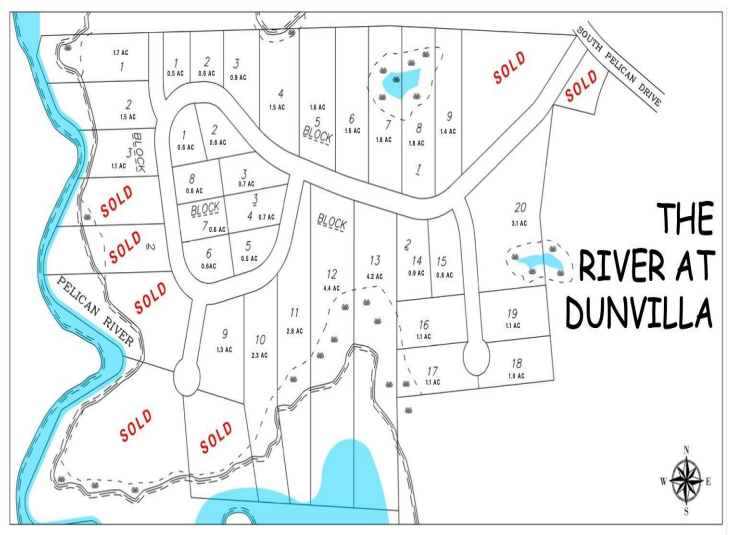 1.7 AC
1
2
1.5 AC
3
1.1 AC
BLOCK
2
SOLD
SOLD
SOLD
PELICAN RIVER
SOLD
SOLD
1
0.5 AC
2
0.6 AC
3
0.9 AC
4
1.5 AC
1.6 AC
5
BLOCK
6
1.6 AC
7
1.8 AC
8
1.8 AC
1
9
1.4 AC
SOLD
SOLD
SOUTH PELICAN DRIVE
1
0.6 AC
2
0.6 AC
8
0.6 AC
3
0.7 AC
BLOCK
3
7 0.6 AC
4 0.7 AC
6
0.6AC
5
0.5 AC
BLOCK
2
9
1.3 AC
10
2.3 AC
11
2.8 AC
12
4.4 AC
13
4.2 AC
14
0.9 AC
15
0.8 AC
16
1.1 AC
17
1.1 AC
18
1.0 AC
19
1.1 AC
20
3.1 AC
THE
RIVER AT
DUNVILLA
N
W
E
S